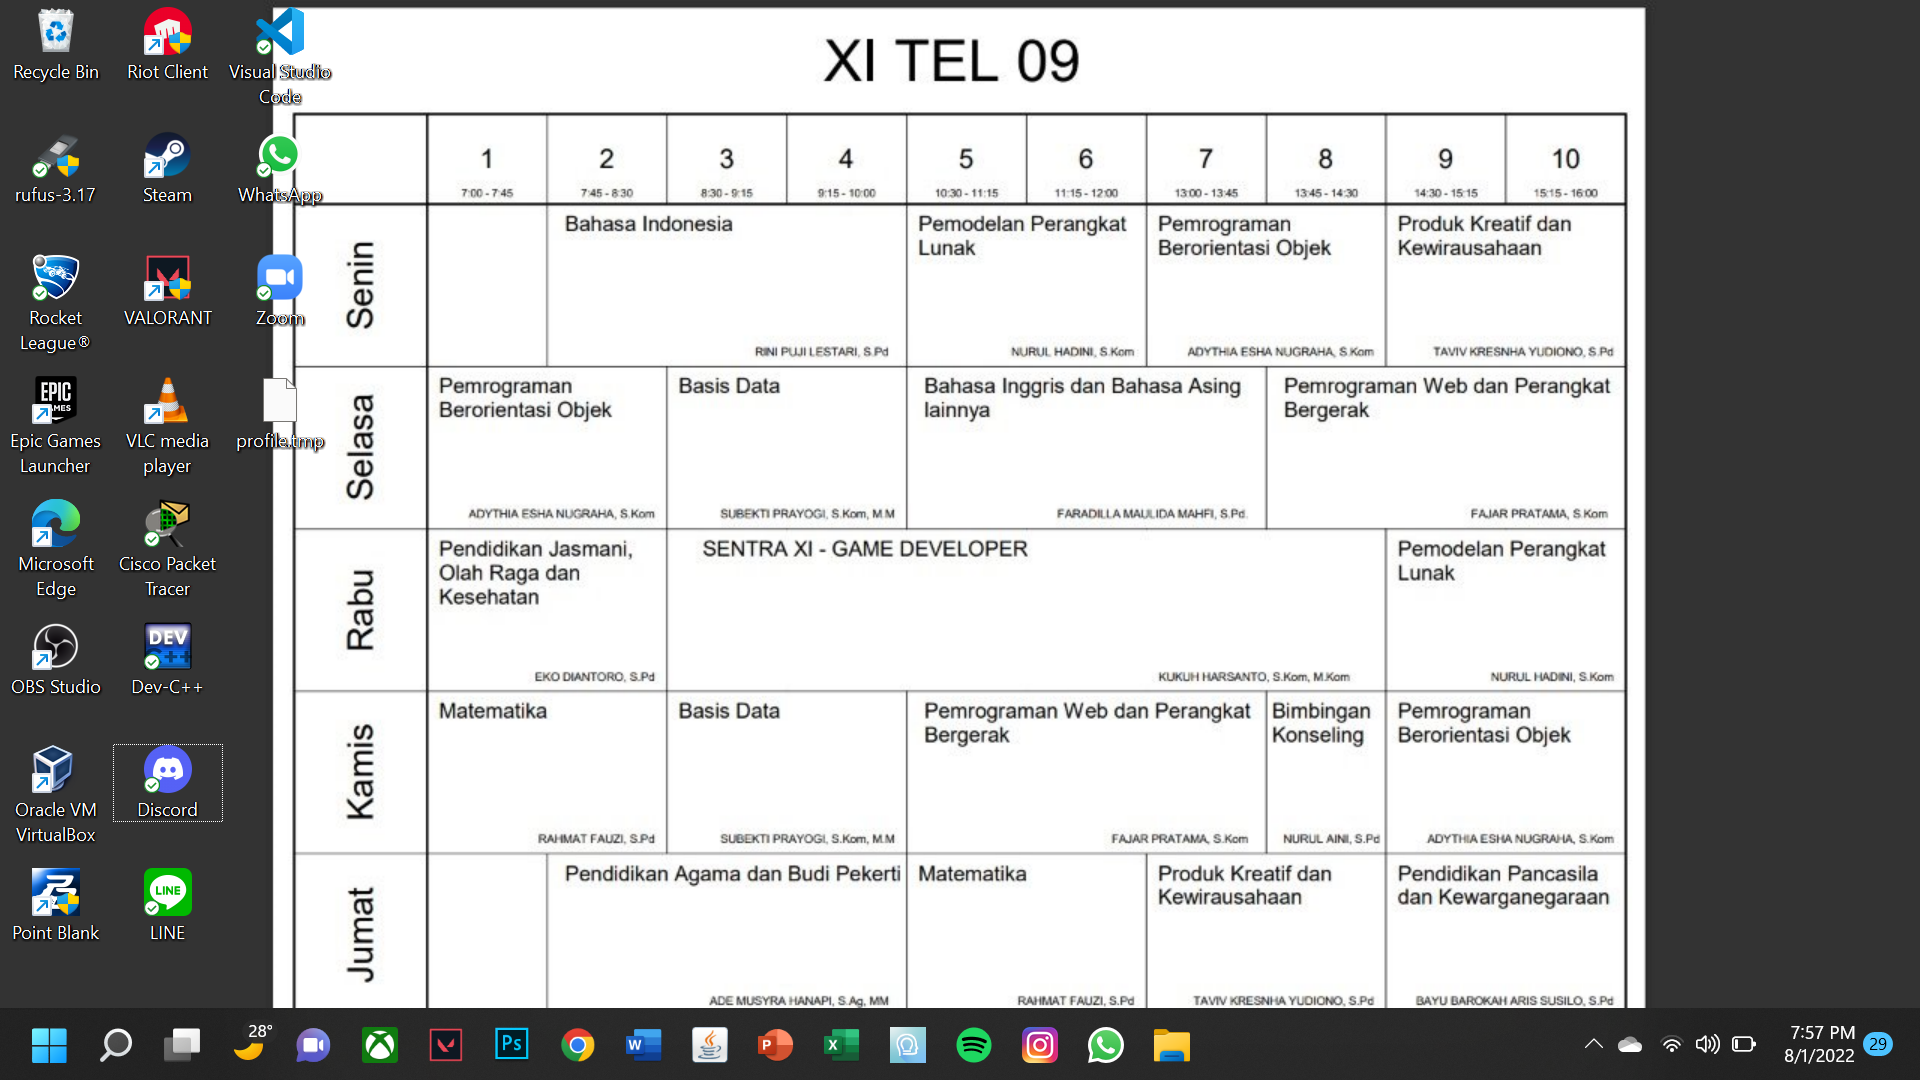 XI TEL 09
1 2 3 4 5 6 7 8 9 10
7:00 - 7:45 7:45 - 8:30 8:30 - 9:15 9:15 - 10:00 10:30 - 11:15 11:15 - 12:00 13:00 - 13:45 13:45 - 14:30 14:30 - 15:15 15:15 - 16:00
Senin
Bahasa Indonesia
RINI PUJI LESTARI, S.Pd
Pemodelan Perangkat
Lunak
NURUL HADINI, S.Kom
Pemrograman
Berorientasi Objek
ADYTHIA ESHA NUGRAHA, S.Kom
Produk Kreatif dan
Kewirausahaan
TAVIV KRESNHA YUDIONO, S.Pd
Selasa
Pemrograman
Berorientasi Objek
ADYTHIA ESHA NUGRAHA, S.Kom
Basis Data
SUBEKTI PRAYOGI, S.Kom, M.M
Bahasa Inggris dan Bahasa Asing
lainnya
FARADILLA MAULIDA MAHFI, S.Pd.
Pemrograman Web dan Perangkat
Bergerak
FAJAR PRATAMA, S.Kom
Rabu
Pendidikan Jasmani,
Olah Raga dan
Kesehatan
EKO DIANTORO, S.Pd
SENTRA XI - GAME DEVELOPER
KUKUH HARSANTO, S.Kom, M.Kom
Pemodelan Perangkat
Lunak
NURUL HADINI, S.Kom
Kamis
Matematika
RAHMAT FAUZI, S.Pd
Basis Data
SUBEKTI PRAYOGI, S.Kom, M.M
Pemrograman Web dan Perangkat
Bergerak
FAJAR PRATAMA, S.Kom
Bimbingan
Konseling
NURUL AINI, S.Pd
Pemrograman
Berorientasi Objek
ADYTHIA ESHA NUGRAHA, S.Kom
Jumat
Pendidikan Agama dan Budi Pekerti
ADE MUSYRA HANAPI, S.Ag, MM
Matematika
RAHMAT FAUZI, S.Pd
Produk Kreatif dan
Kewirausahaan
TAVIV KRESNHA YUDIONO, S.Pd
Pendidikan Pancasila
dan Kewarganegaraan
BAYU BAROKAH ARIS SUSILO, S.Pd
Recycle Bin
Riot Client
Visual Studio
Code
rufus-3.17
Steam
WhatsApp
Rocket
League®
VALORANT
Zoom
EPIC
GAMES
Epic Games
Launcher
VLC media
player
profile.tmp
Microsoft
Edge
Cisco Packet
Tracer
OBS Studio
DEV
C++
Dev-C++
Oracle VM
VirtualBox
Discord
Point Blank
LINE
LINE
28°
Ps
W
P
X
7:57 PM
8/1/2022
29